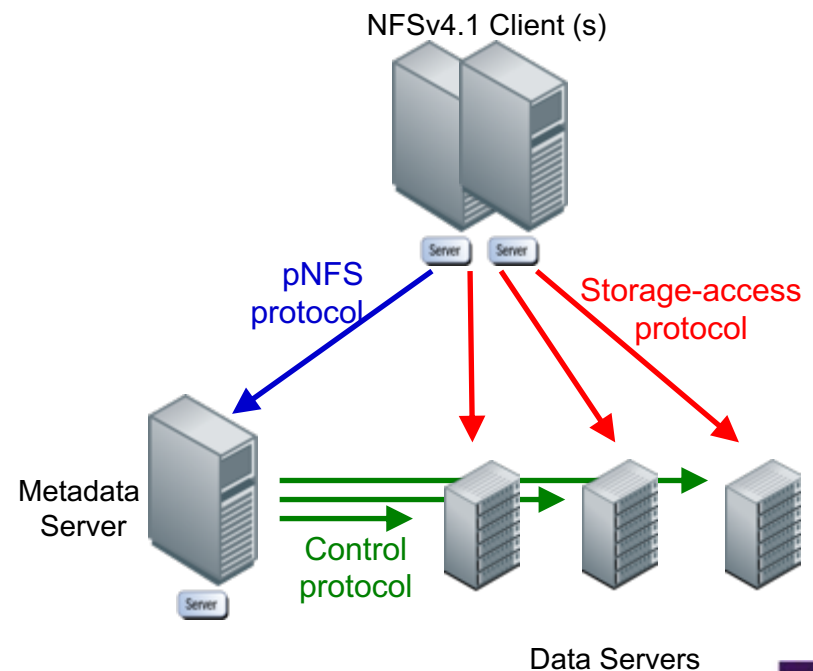 NFSv4.1 Client (s)
Server
Server
pNFS
protocol
Storage-access
protocol
Metadata
Server
Control
protocol
Server
Data Servers